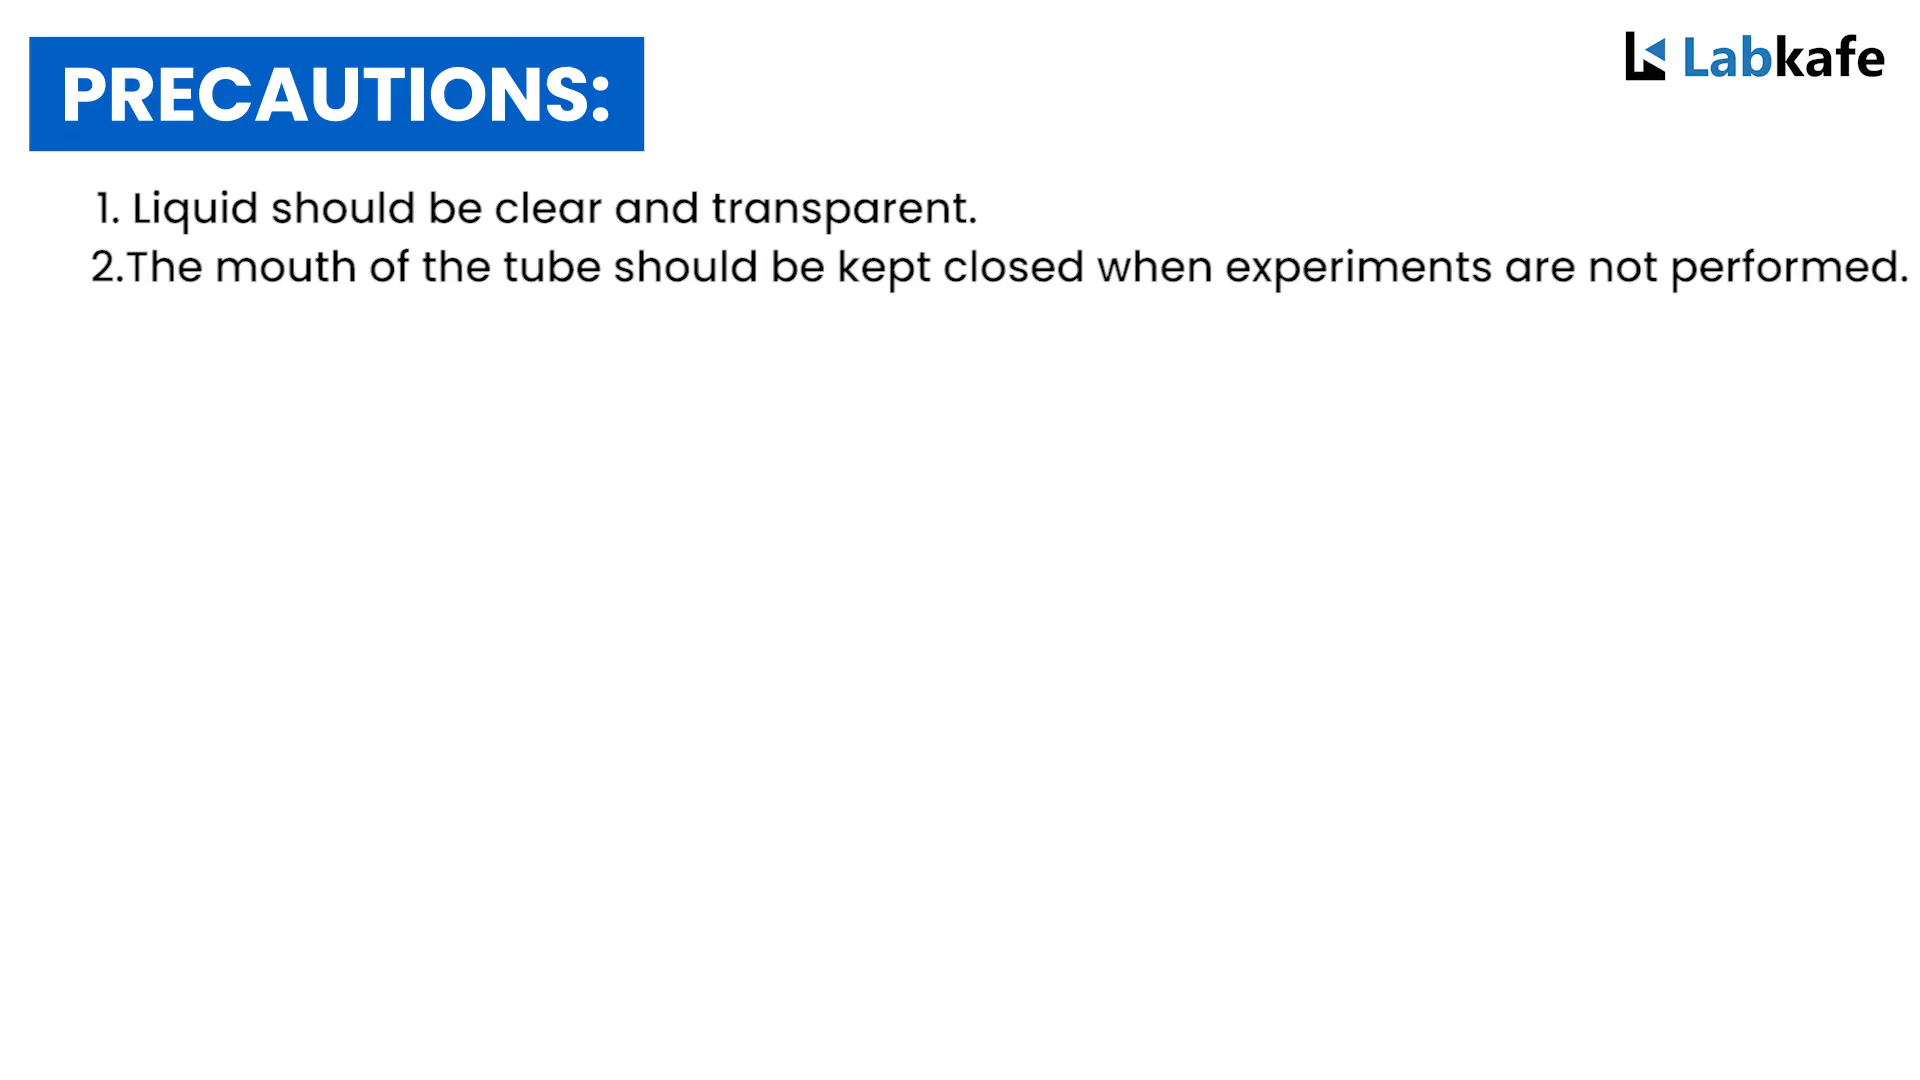 PRECAUTIONS:
Labkafe
1. Liquid should be clear and transparent.
2.The mouth of the tube should be kept closed when experiments are not performed.